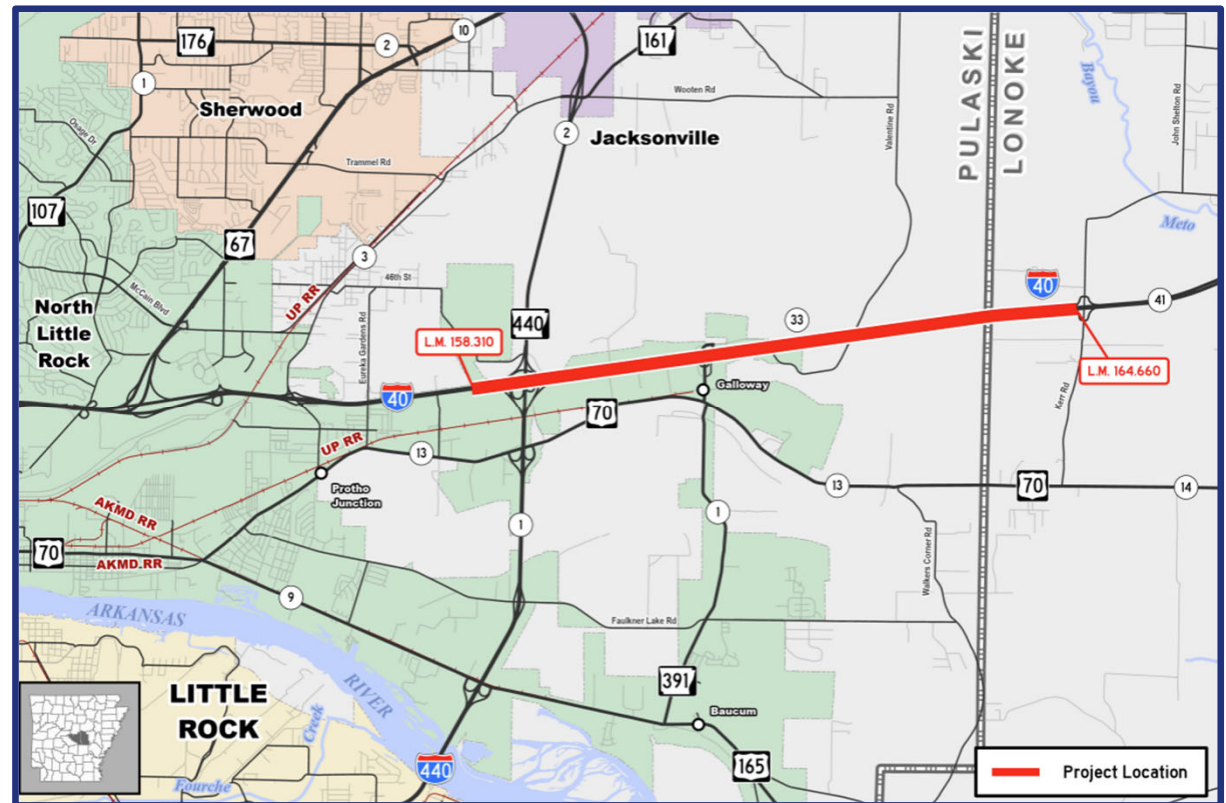 176
2
10
161
1
Sherwood
Wooten Rd
2
Jacksonville
Osage Dr
Trammel Rd
Valentine Rd
PULASKI
LONOKE
Bayou
John Shelton Rd
107
67
3
Meto
46th St
UP RR
McCain Blvd
North
Little
Rock
Eureka Gardens Rd
L.M. 158.310
440
33
40
41
L.M. 164.660
Kerr Rd
40
Galloway
70
UP RR
13
Protho
Junction
13
70
14
AKMD RR
70
AKMD RR
1
1
Walkers Corner Rd
9
ARKANSAS
RIVER
Faulkner Lake Rd
LITTLE
ROCK
Creek
Fourche
391
Baucum
440
165
Project Location